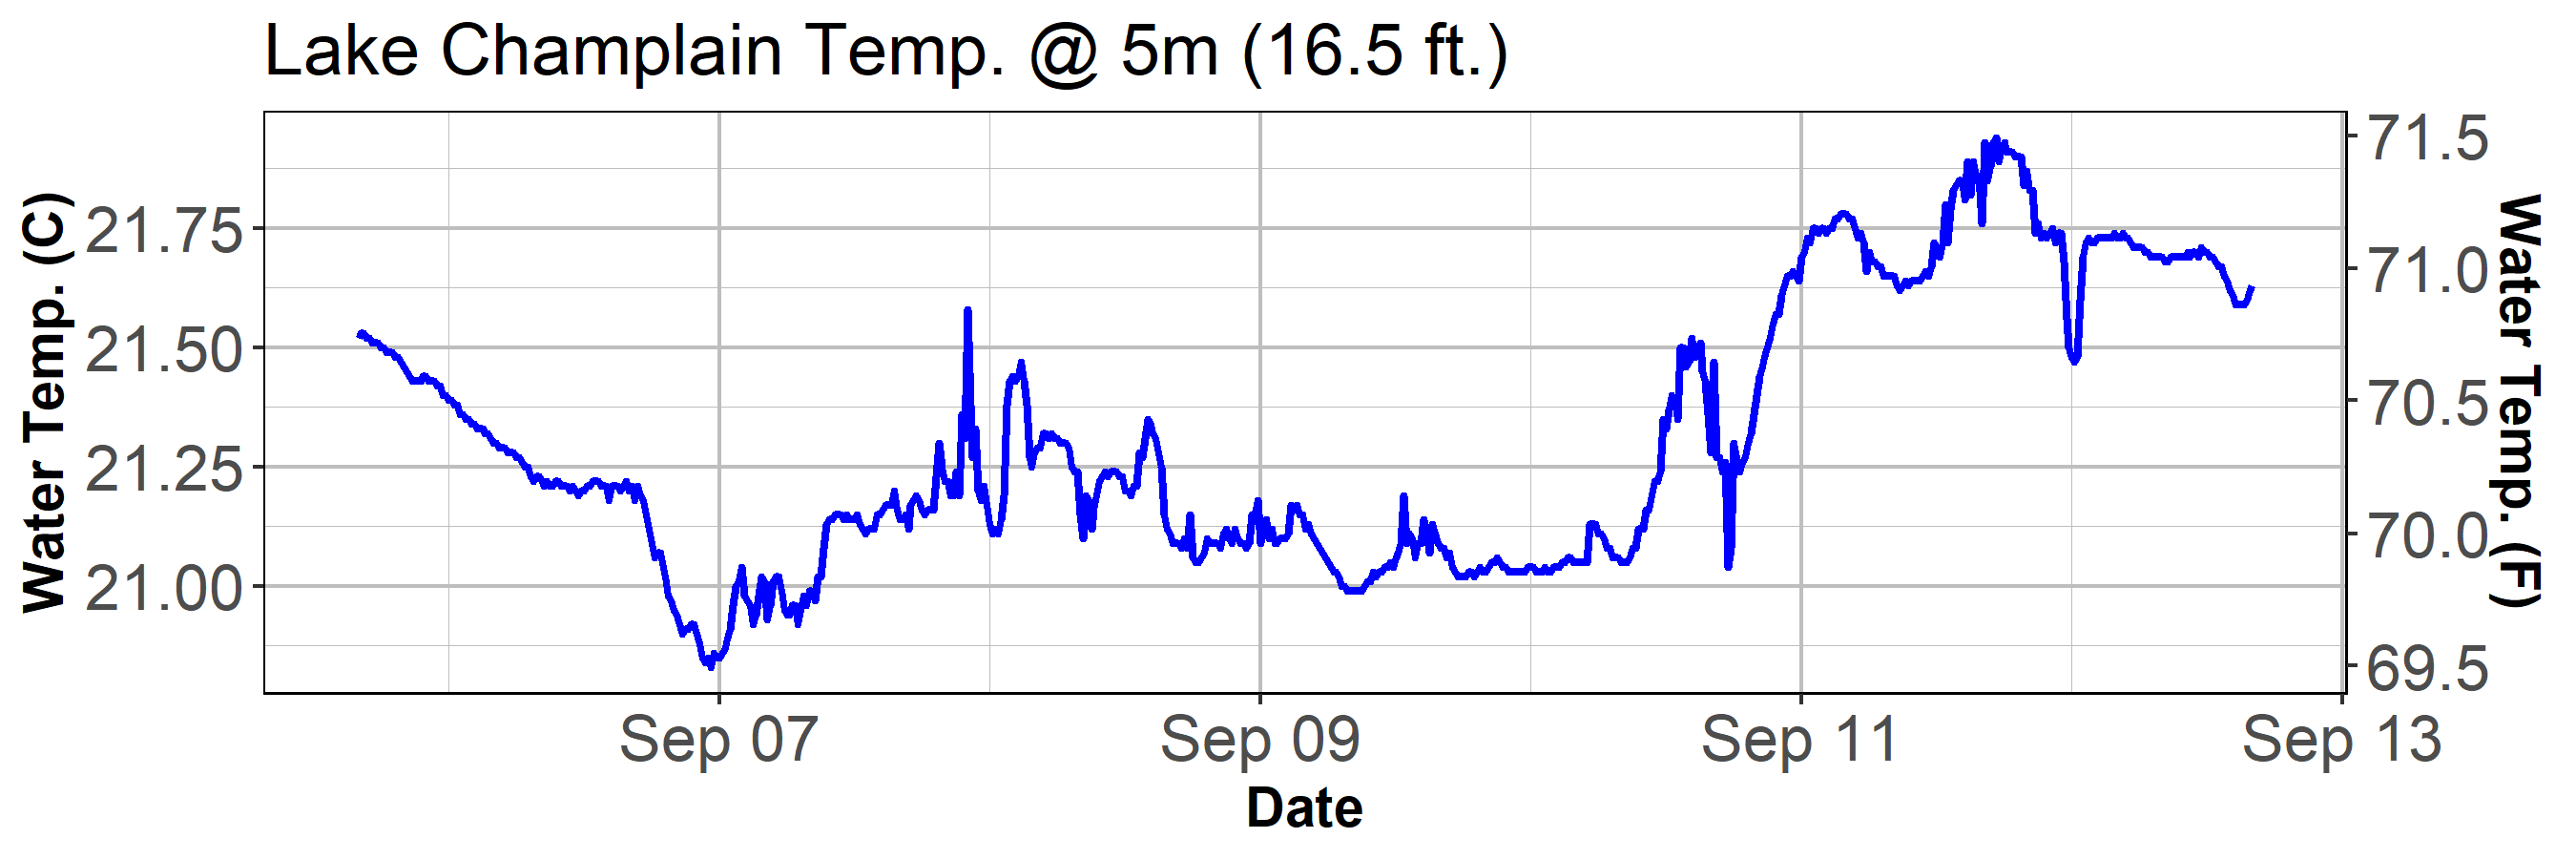 Lake Champlain Temp. @ 5m (16.5 ft.)
Water Temp. (C)
21.75
21.50
21.25
21.00
71.5
71.0
70.5
70.0
69.5
Water Temp. (F)
Sep 07 Sep 09 Sep 11 Sep 13
Date